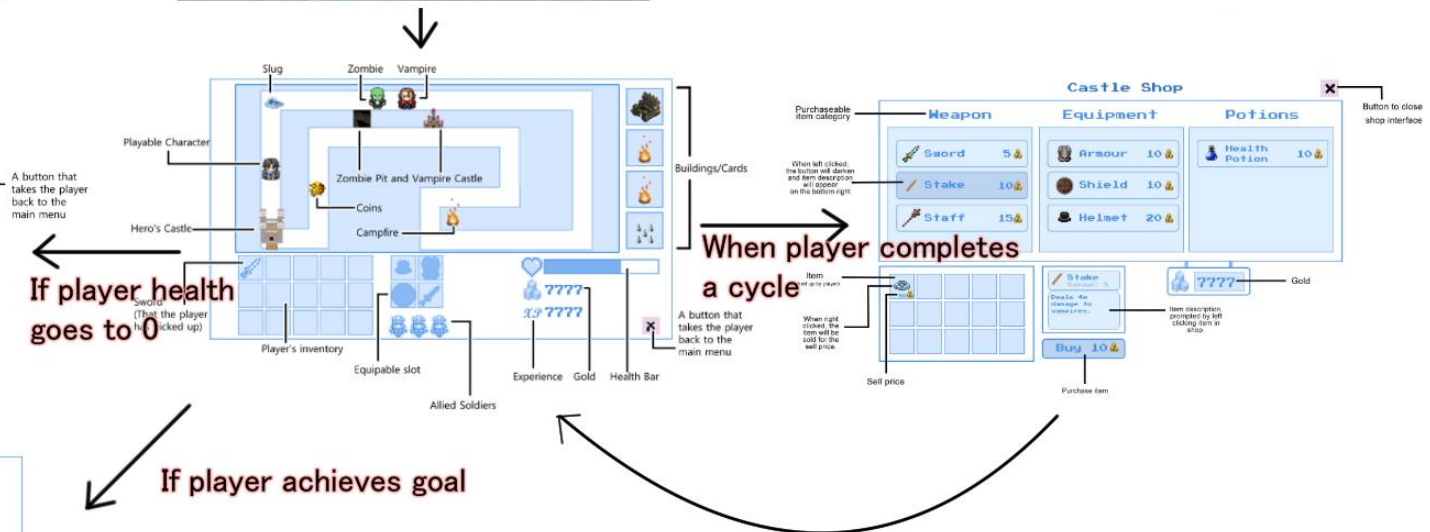 Slug
Zombie
Vampire
Playable Character
A button that
takes the player
back to the
main menu
Zombie Pit and Vampire Castle
Coins
Hero's Castle
Campfire
Buildings/Cards
If player health
goes to 0
Sword
(That the player
has picked up)
Player's inventory
Equipable slot
Allied Soldiers
7777
XP 7777
x
Experience
Gold
Health Bar
A button that
takes the player
back to the
main menu
When player completes
a cycle
Castle Shop
x
Button to close
shop interface
Purchaseable
item category
Weapon
Equipment
Potions
Sword 5
Stake 10
Staff 15
Armour 10
Shield 10
Helmet 20
Health
Potion 10
When left clicked,
the button will darken
and item description
will appear
on the bottom right
Item
up by player
When right
clicked, the
item will be
sold for the
sell price.
Sell price
Stake
Damage: 5
Deals 4x
damage to
vampires.
Buy 10
Purchase item
7777
Gold
Item description,
prompted by left
clicking item in
shop.
If player achieves goal